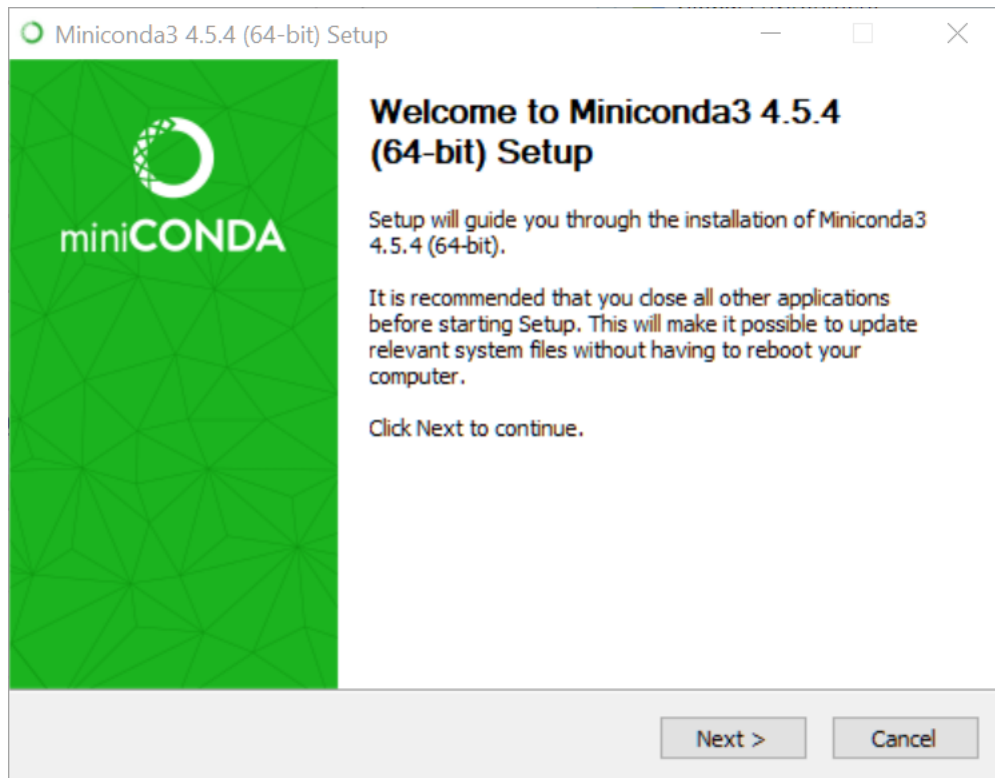 Miniconda3 4.5.4 (64-bit) Setup
miniCONDA
Welcome to Miniconda3 4.5.4
(64-bit) Setup
Setup will guide you through the installation of Miniconda3
4.5.4 (64-bit).
It is recommended that you close all other applications
before starting Setup. This will make it possible to update
relevant system files without having to reboot your
computer.
Click Next to continue.
Next >
Cancel